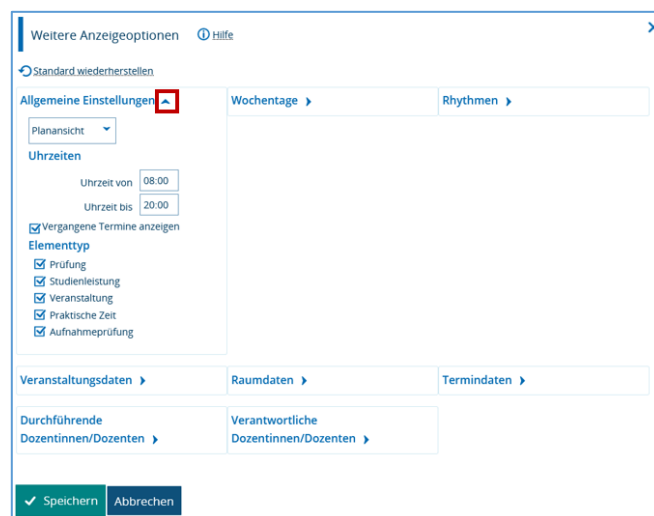 Weitere Anzeigeoptionen Hilfe
Standard wiederherstellen
Allgemeine Einstellungen Wochentage Rhythmen
Planansicht
Uhrzeiten
Uhrzeit von 08:00
Uhrzeit bis 20:00
Vergangene Termine anzeigen
Elementtyp
Prüfung
Studienleistung
Veranstaltung
Praktische Zeit
Aufnahmeprüfung
Veranstaltungsdaten Raumdaten Termindaten
Durchführende
Dozentinnen/Dozenten
Verantwortliche
Dozentinnen/Dozenten
Speichern Abbrechen